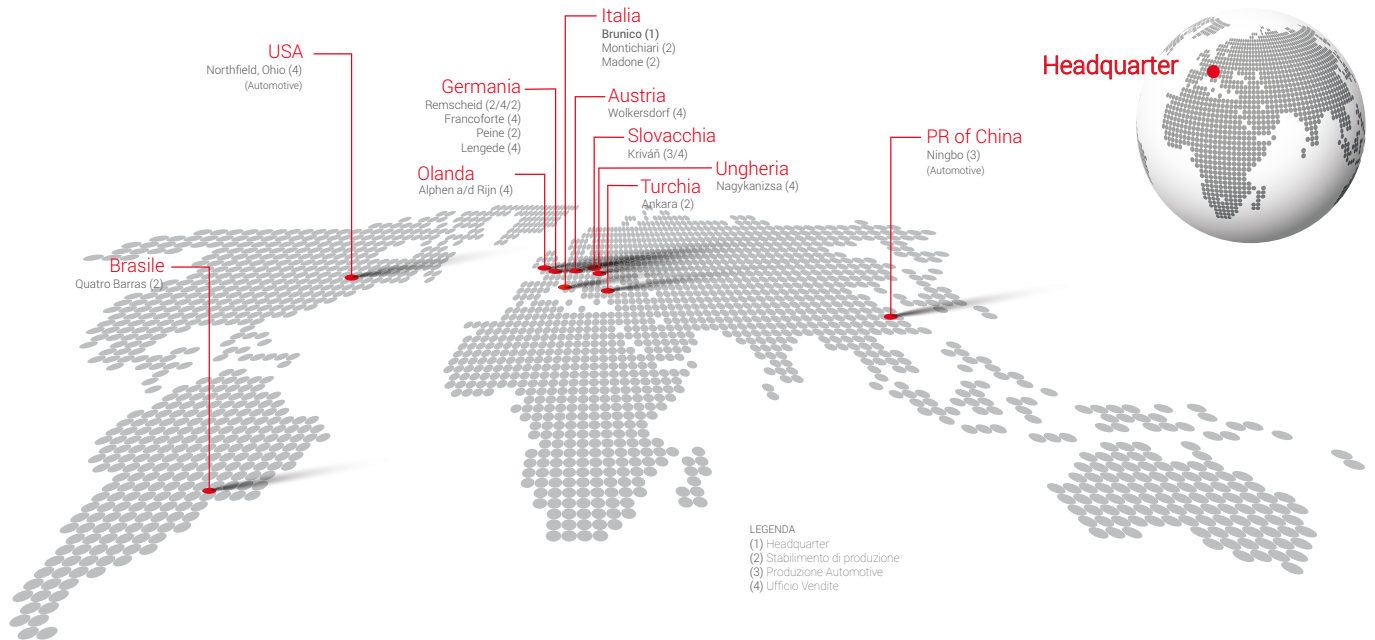 Italia
Brunico (1)
Montichiari (2)
Madone (2)
USA
Northfield, Ohio (4)
(Automotive)
Headquarter
Germania
Remscheid (2/4/2)
Francoforte (4)
Peine (2)
Lengede (4)
Austria
Wolkersdorf (4)
Slovacchia
Kriváň (3/4)
PR of China
Ningbo (3)
(Automotive)
Olanda
Alphen a/d Rijn (4)
Ungheria
Nagykanizsa (4)
Turchia
Ankara (2)
Brasile
Quatro Barras (2)
LEGENDA
(1) Headquarter
(2) Stabilimento di produzione
(3) Produzione Automotive
(4) Ufficio Vendite